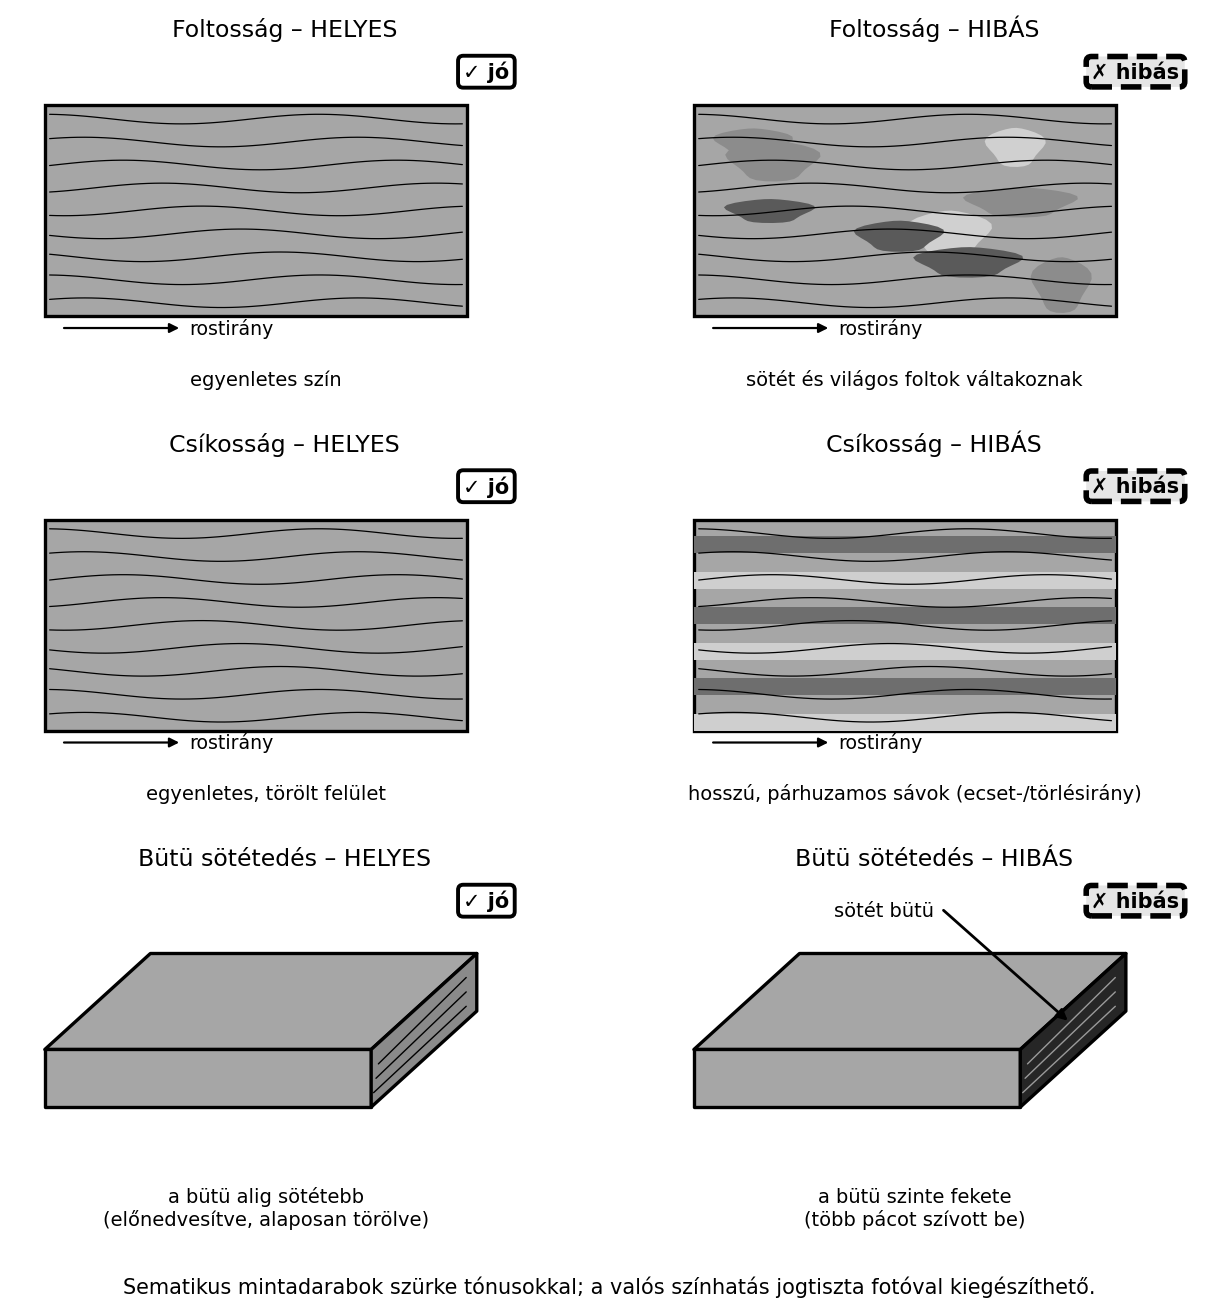 Foltosság – HELYES
✓ jó
rostirány
egyenletes szín
Foltosság – HIBÁS
✗ hibás
rostirány
sötét és világos foltok váltakoznak
Csíkosság – HELYES
✓ jó
rostirány
egyenletes, törölt felület
Csíkosság – HIBÁS
✗ hibás
rostirány
hosszú, párhuzamos sávok (ecset-/törlésirány)
Bütü sötétedés – HELYES
✓ jó
a bütü alig sötétebb
(előnedvesítve, alaposan törölve)
Bütü sötétedés – HIBÁS
✗ hibás
sötét bütü
a bütü szinte fekete
(több pácot szívott be)
Sematikus mintadarabok szürke tónusokkal; a valós színhatás jogtiszta fotóval kiegészíthető.